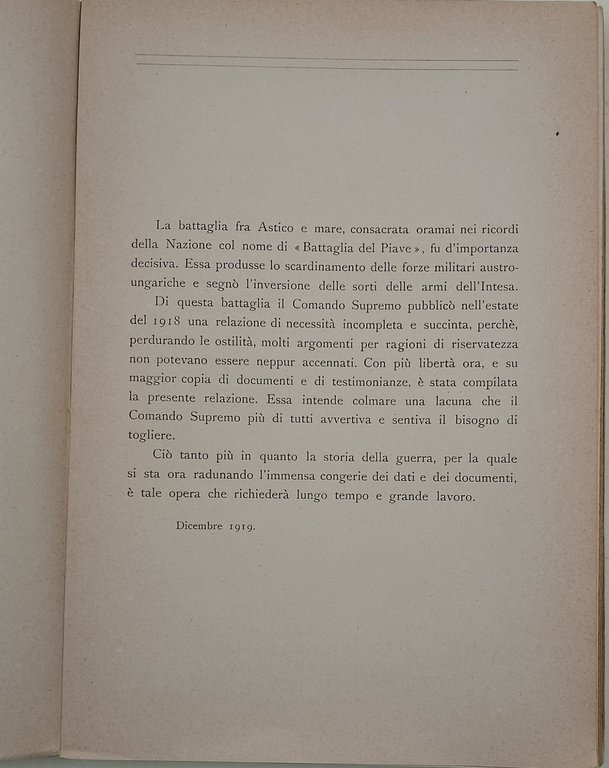 La battaglia fra Astico e mare, consacrata oramai nei ricordi
della Nazione col nome di « Battaglia del Piave », fu d'importanza
decisiva. Essa produsse lo scardinamento delle forze militari austro-
ungariche e segnò l'inversione delle sorti delle armi dell'Intesa.
Di questa battaglia il Comando Supremo pubblicò nell'estate
del 1918 una relazione di necessità incompleta e succinta, perchè,
perdurando le ostilità, molti argomenti per ragioni di riservatezza
non potevano essere neppur accennati. Con più libertà ora, e su
maggior copia di documenti e di testimonianze, è stata compilata
la presente relazione. Essa intende colmare una lacuna che il
Comando Supremo più di tutti avvertiva e sentiva il bisogno di
togliere.
Ciò tanto più in quanto la storia della guerra, per la quale
si sta ora radunando l'immensa congerie dei dati e dei documenti,
è tale opera che richiederà lungo tempo e grande lavoro.
Dicembre 1919.